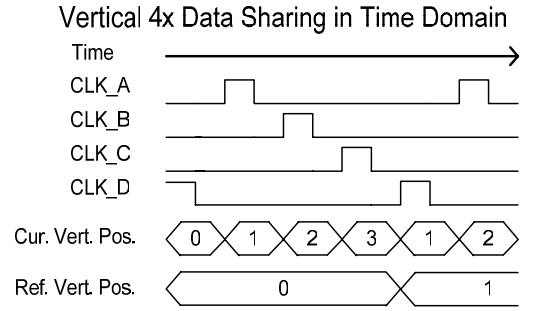 Vertical 4x Data Sharing in Time Domain
Time
CLK_A
CLK_B
CLK_C
CLK_D
Cur. Vert. Pos. 0 1 2 3 1 2
Ref. Vert. Pos. 0 1